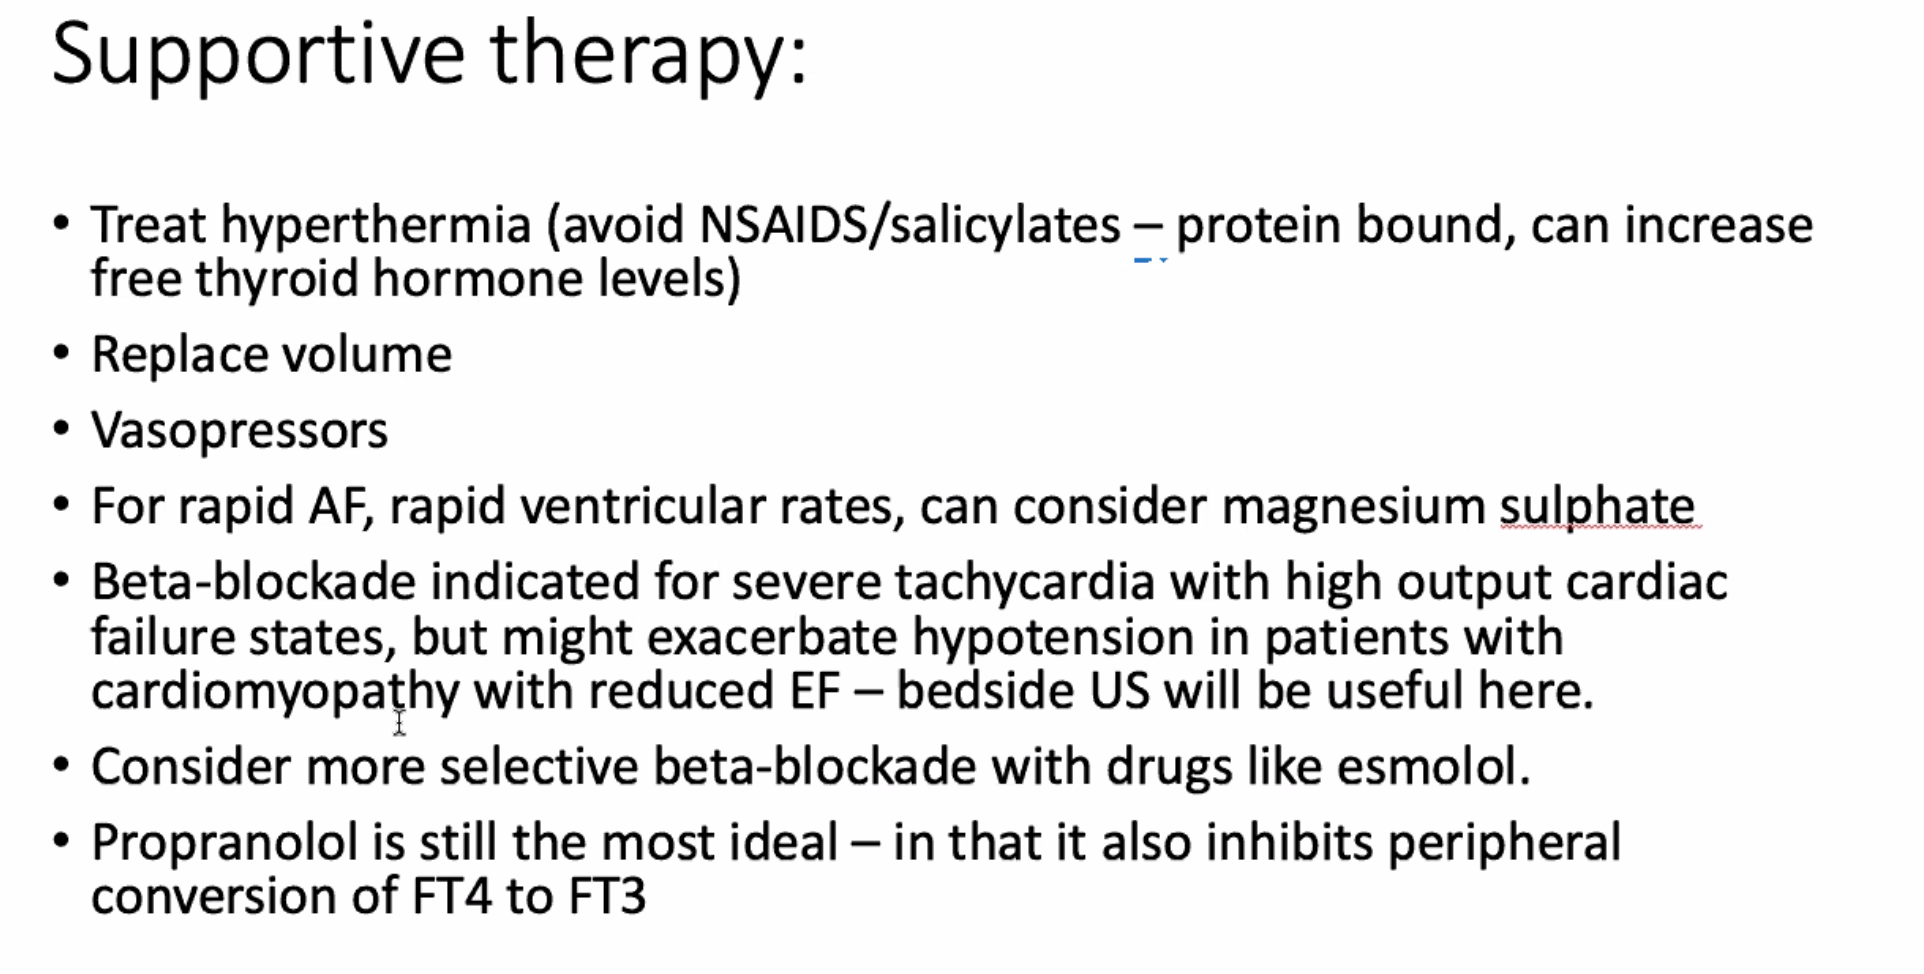 Supportive therapy:
• Treat hyperthermia (avoid NSAIDS/salicylates – protein bound, can increase
free thyroid hormone levels)
• Replace volume
• Vasopressors
• For rapid AF, rapid ventricular rates, can consider magnesium sulphate
• Beta-blockade indicated for severe tachycardia with high output cardiac
failure states, but might exacerbate hypotension in patients with
cardiomyopathy with reduced EF – bedside US will be useful here.
• Consider more selective beta-blockade with drugs like esmolol.
• Propranolol is still the most ideal – in that it also inhibits peripheral
conversion of FT4 to FT3